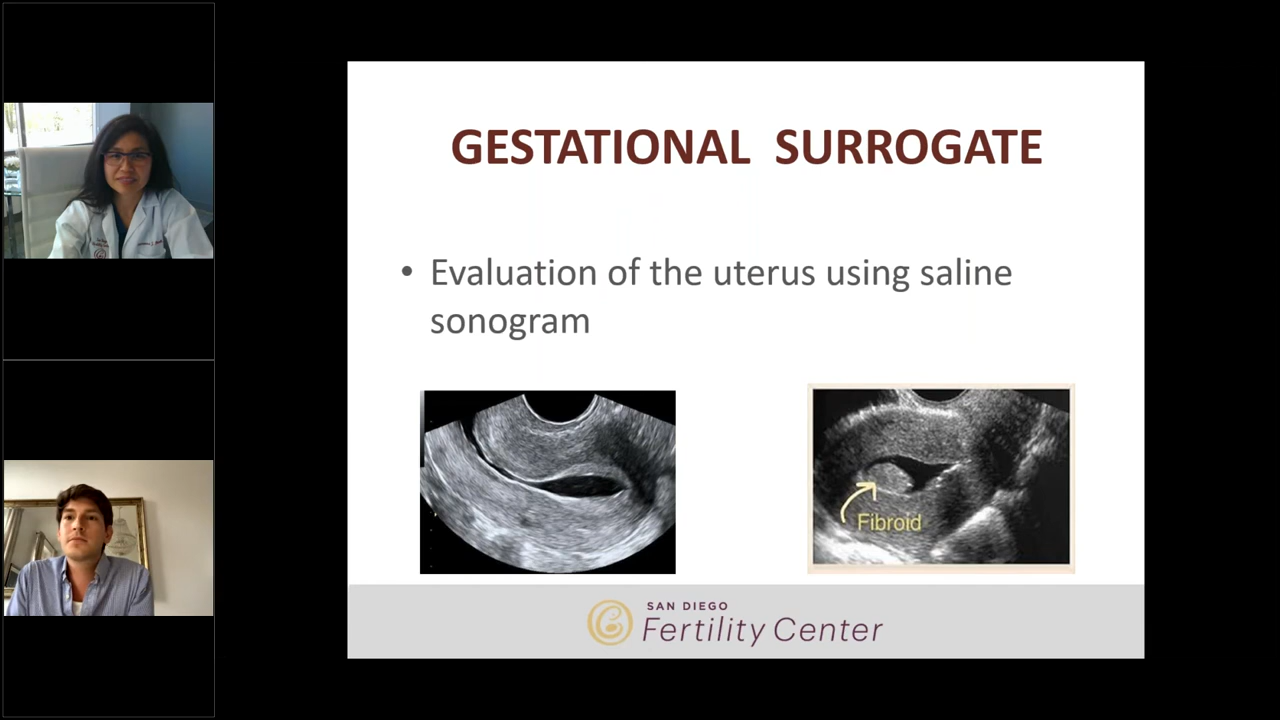 GESTATIONAL SURROGATE
• Evaluation of the uterus using saline
sonogram
Fibroid
SAN DIEGO
Fertility Center